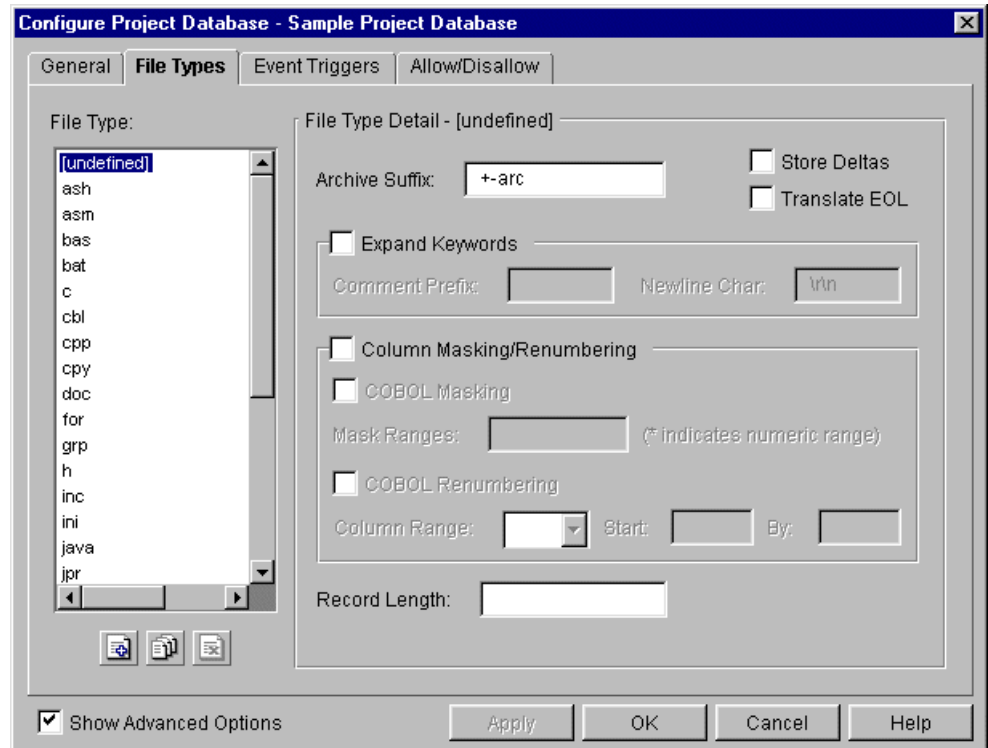 Configure Project Database - Sample Project Database
General File Types Event Triggers Allow/Disallow
File Type:
[undefined]
ash
asm
bas
bat
c
cbl
cpp
cpy
doc
for
grp
h
inc
ini
java
jpr
File Type Detail - [undefined]
Archive Suffix: +-arc
Store Deltas
Translate EOL
Expand Keywords
Comment Prefix: Newline Char: \r\n
Column Masking/Renumbering
COBOL Masking
Mask Ranges: (* indicates numeric range)
COBOL Renumbering
Column Range: Start: By:
Record Length:
Show Advanced Options
Apply OK Cancel Help